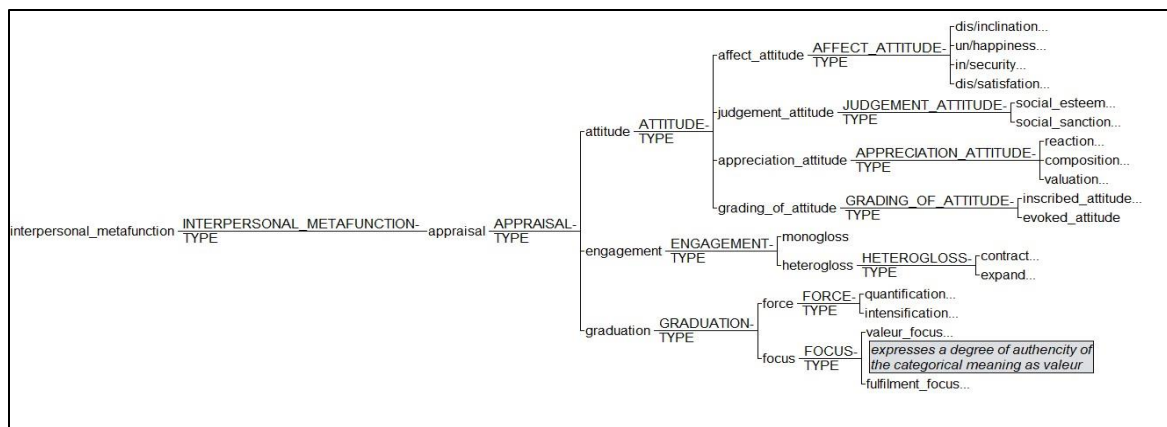 interpersonal_metafunction
INTERPERSONAL_METAFUNCTION-
TYPE
appraisal
APPRAISAL-
TYPE
attitude
ATTITUDE-
TYPE
affect_attitude
AFFECT_ATTITUDE-
TYPE
dis/inclination...
un/happiness...
in/security...
dis/satisfation...
judgement_attitude
JUDGEMENT_ATTITUDE-
TYPE
social_esteem...
social_sanction...
appreciation_attitude
APPRECIATION_ATTITUDE-
TYPE
reaction...
composition...
valuation...
grading_of_attitude
GRADING_OF_ATTITUDE-
TYPE
inscribed_attitude...
evoked_attitude
engagement
ENGAGEMENT-
TYPE
monogloss
heterogloss
HETEROGLOSS-
TYPE
contract...
expand...
graduation
GRADUATION-
TYPE
force
FORCE-
TYPE
quantification...
intensification...
focus
FOCUS-
TYPE
valeur_focus...
expresses a degree of authencity of
the categorical meaning as valeur
fulfilment_focus...